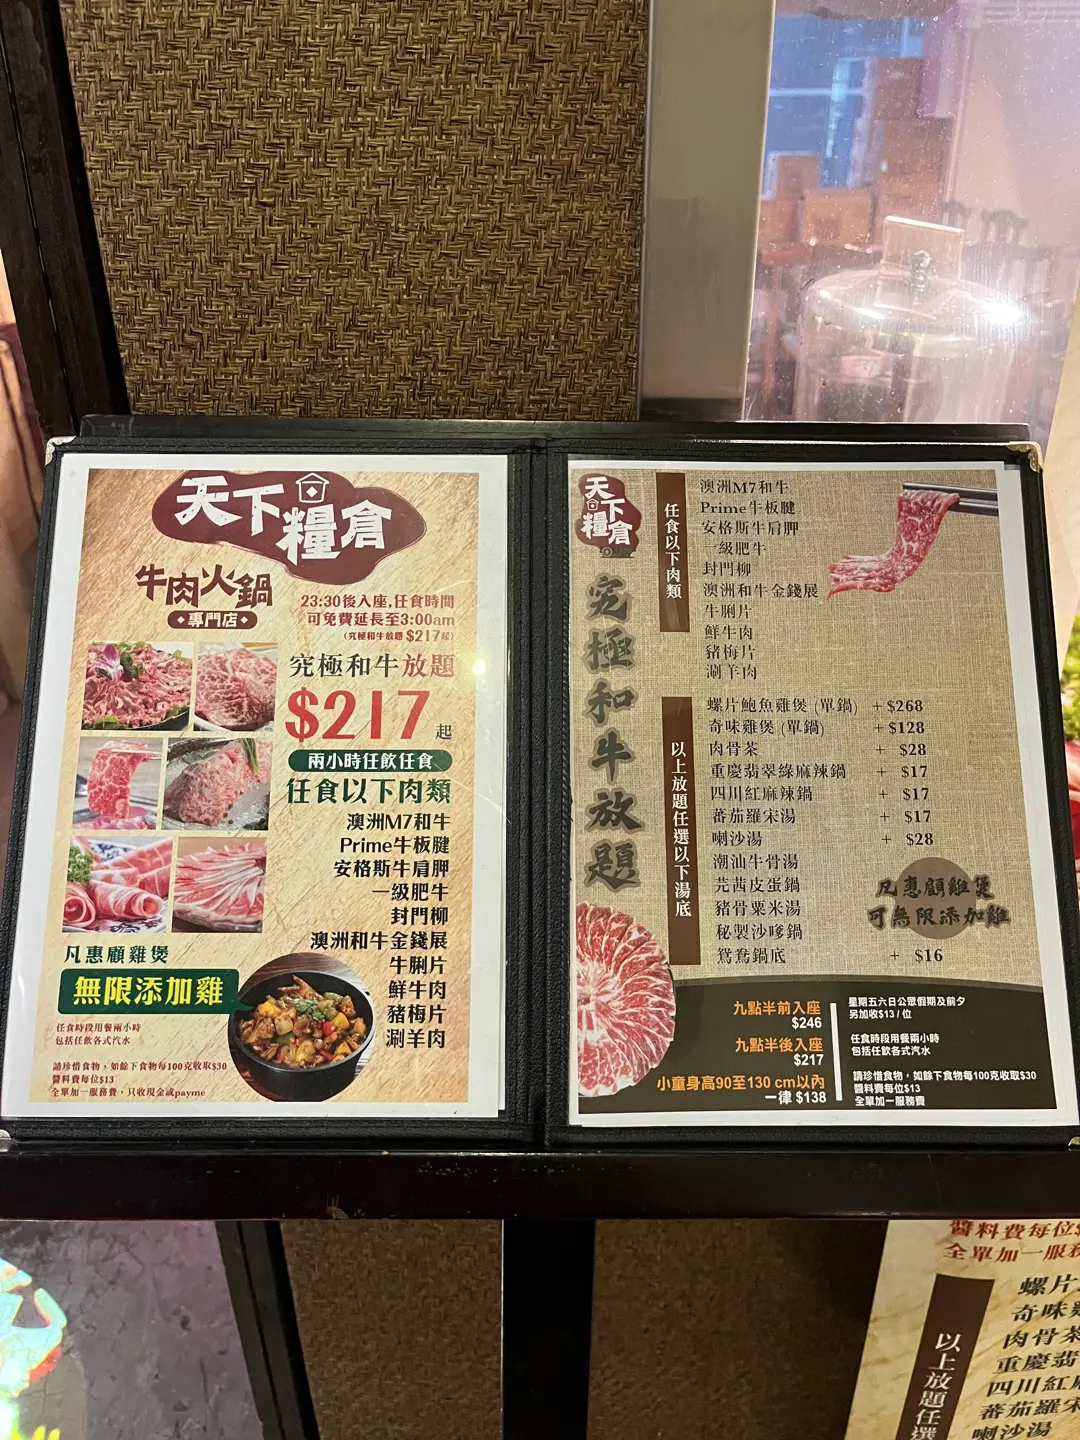 天下糧倉
牛肉火鍋
專門店
23:30後入座,任食時間
可免費延長至3:00am
(究極和牛放題 $217起)
究極和牛放題
$217 起
兩小時任飲任食
任食以下肉類
澳洲M7和牛
Prime牛板腱
安格斯牛肩胛
一級肥牛
封門柳
澳洲和牛金錢展
牛脷片
鮮牛肉
豬梅片
涮羊肉
凡惠顧雞煲
無限添加雞
任食時段用餐兩小時
包括任飲各式汽水
請珍惜食物，如餘下食物每100克收取$30
醬料費每位$13
全單加一服務費，只收現金或payme
天下糧倉
究極和牛放題
任食以下肉類
澳洲M7和牛
Prime牛板腱
安格斯牛肩胛
一級肥牛
封門柳
澳洲和牛金錢展
牛脷片
鮮牛肉
豬梅片
涮羊肉
以上放題任選以下湯底
螺片鮑魚雞煲 (單鍋) + $268
奇味雞煲 (單鍋) + $128
肉骨茶 + $28
重慶翡翠綠麻辣鍋 + $17
四川紅麻辣鍋 + $17
蕃茄羅宋湯 + $17
喇沙湯 + $28
潮汕牛骨湯
芫茜皮蛋鍋
豬骨粟米湯
秘製沙嗲鍋
鴛鴦鍋底 + $16
凡惠顧雞煲
可無限添加雞
九點半前入座
$246
九點半後入座
$217
小童身高90至130 cm以內
一律 $138
星期五六日公眾假期及前夕
另加收$13 / 位
任食時段用餐兩小時
包括任飲各式汽水
請珍惜食物，如餘下食物每100克收取$30
醬料費每位$13
全單加一服務費
醬料費每位$
全單加一服務
以上放題任選
螺片
奇味雞
肉骨茶
重慶翡
四川紅麻
蕃茄羅宋
喇沙湯